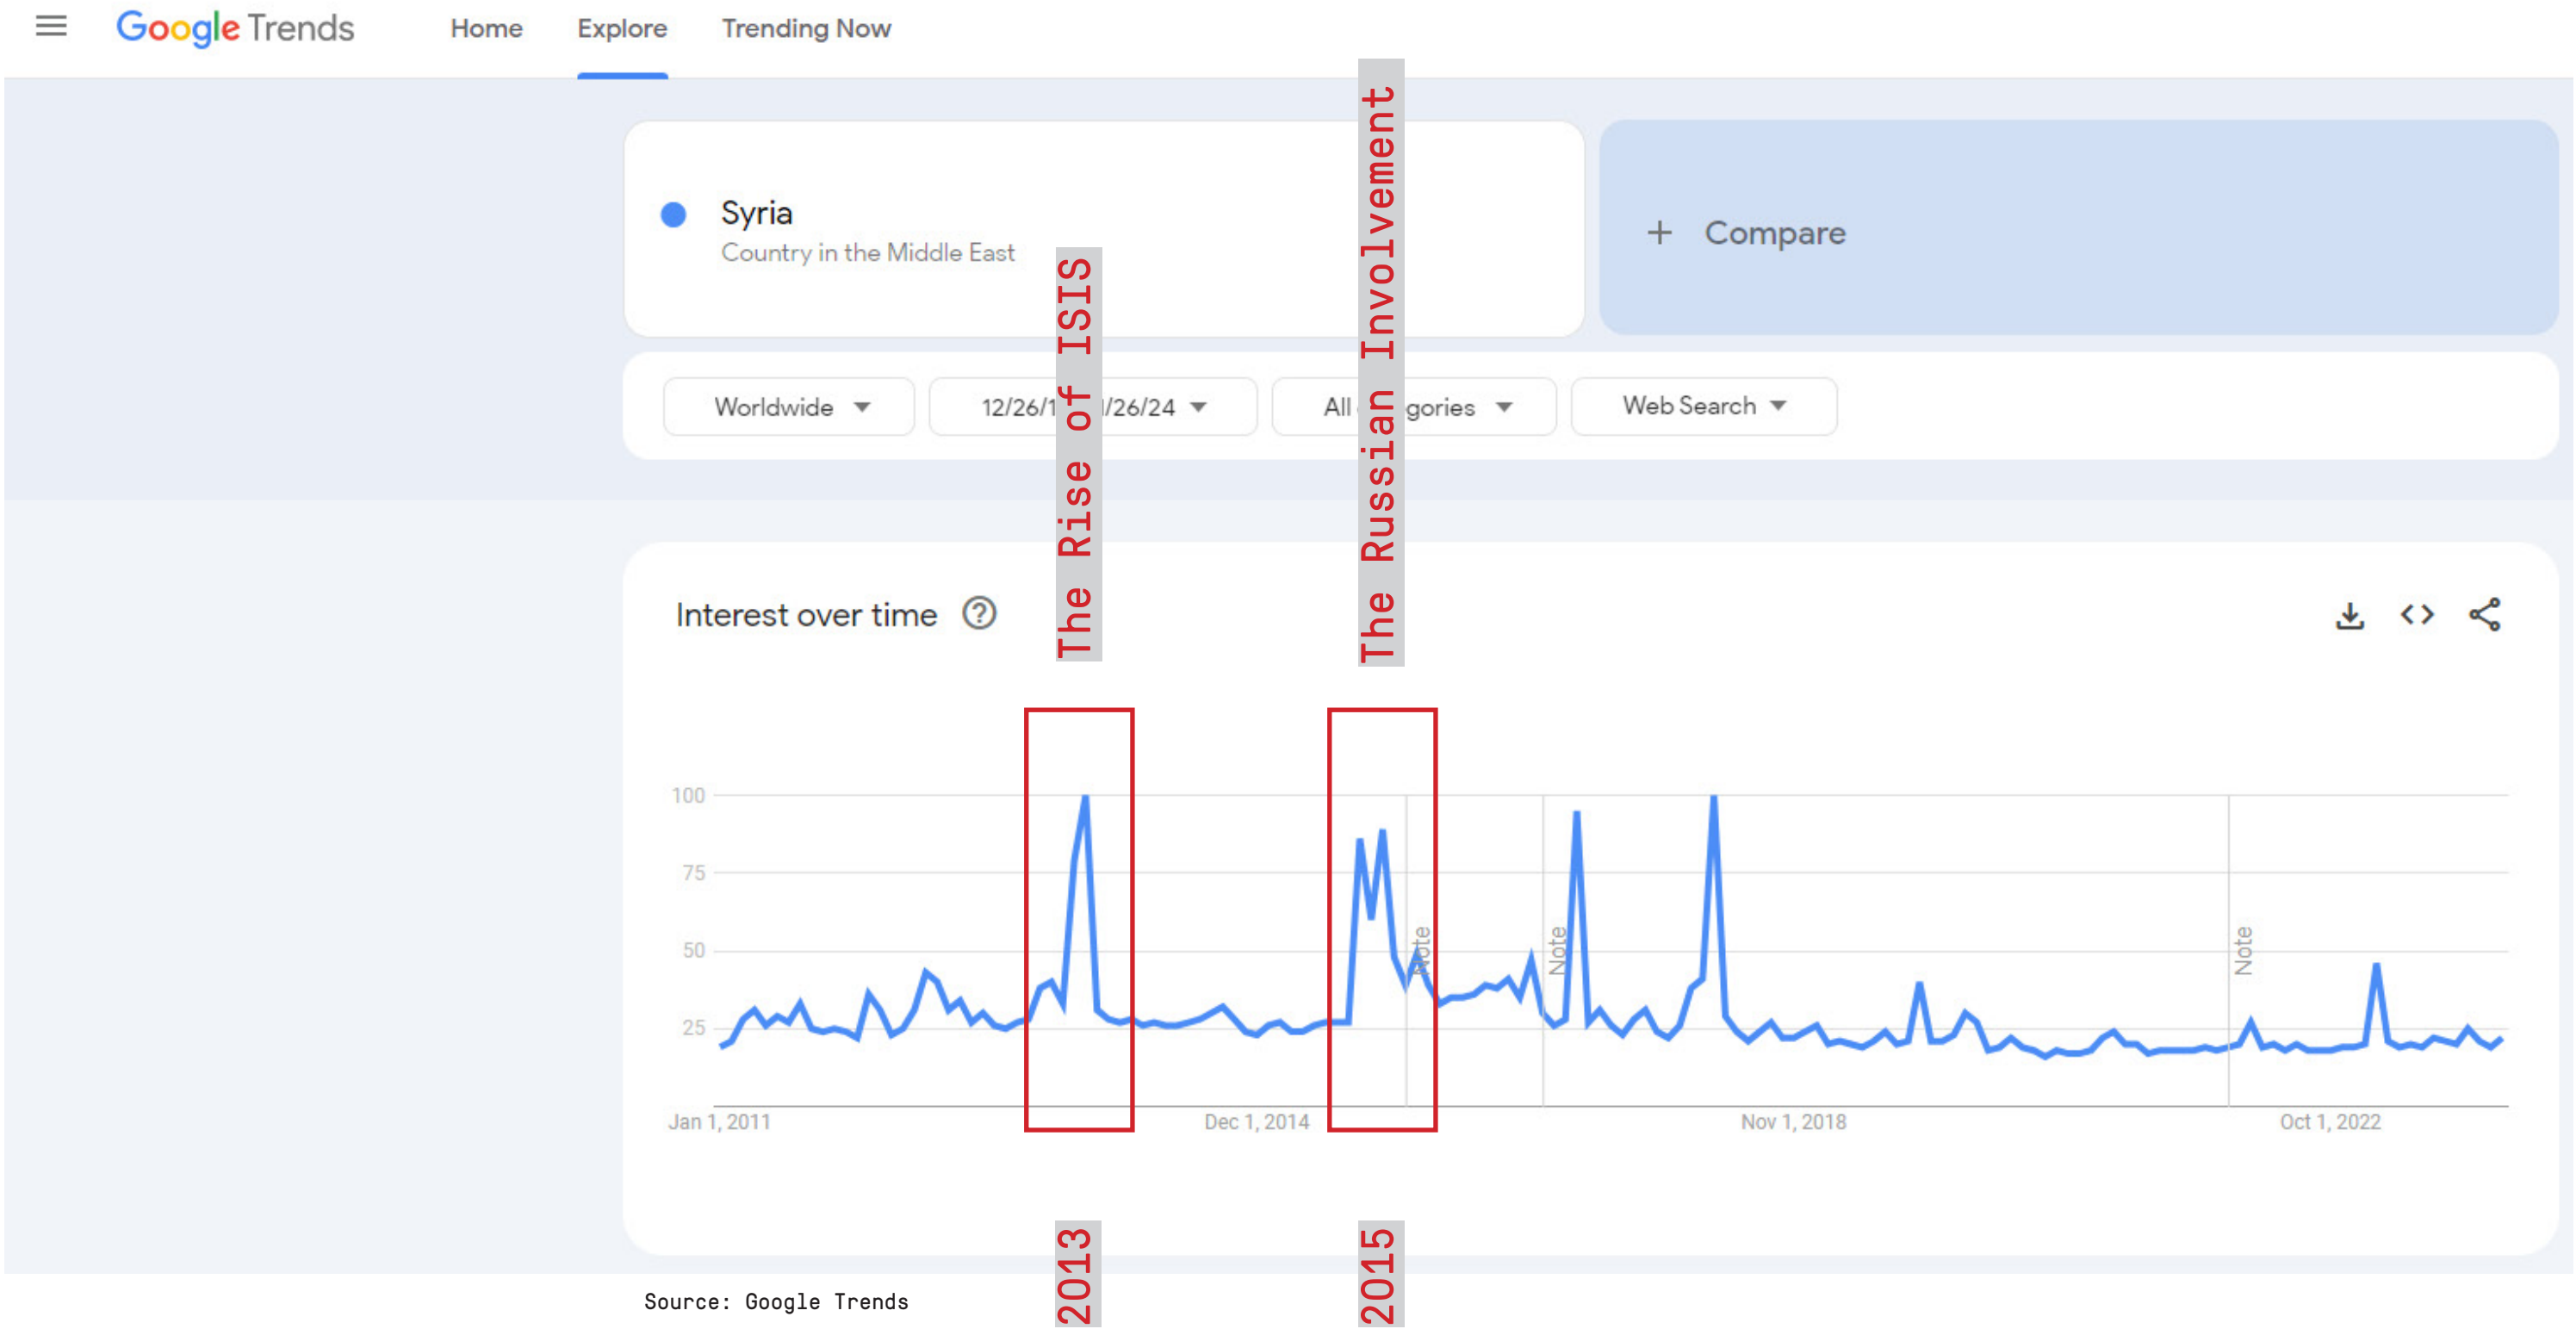 Google Trends Home Explore Trending Now
Syria
Country in the Middle East
+ Compare
Worldwide 12/26/1 /26/24 All gories Web Search
The Rise of ISIS
The Russian Involvement
Interest over time
100
75
50
25
Note
Note
Note
Jan 1, 2011 Dec 1, 2014 Nov 1, 2018 Oct 1, 2022
2013
2015
Source: Google Trends